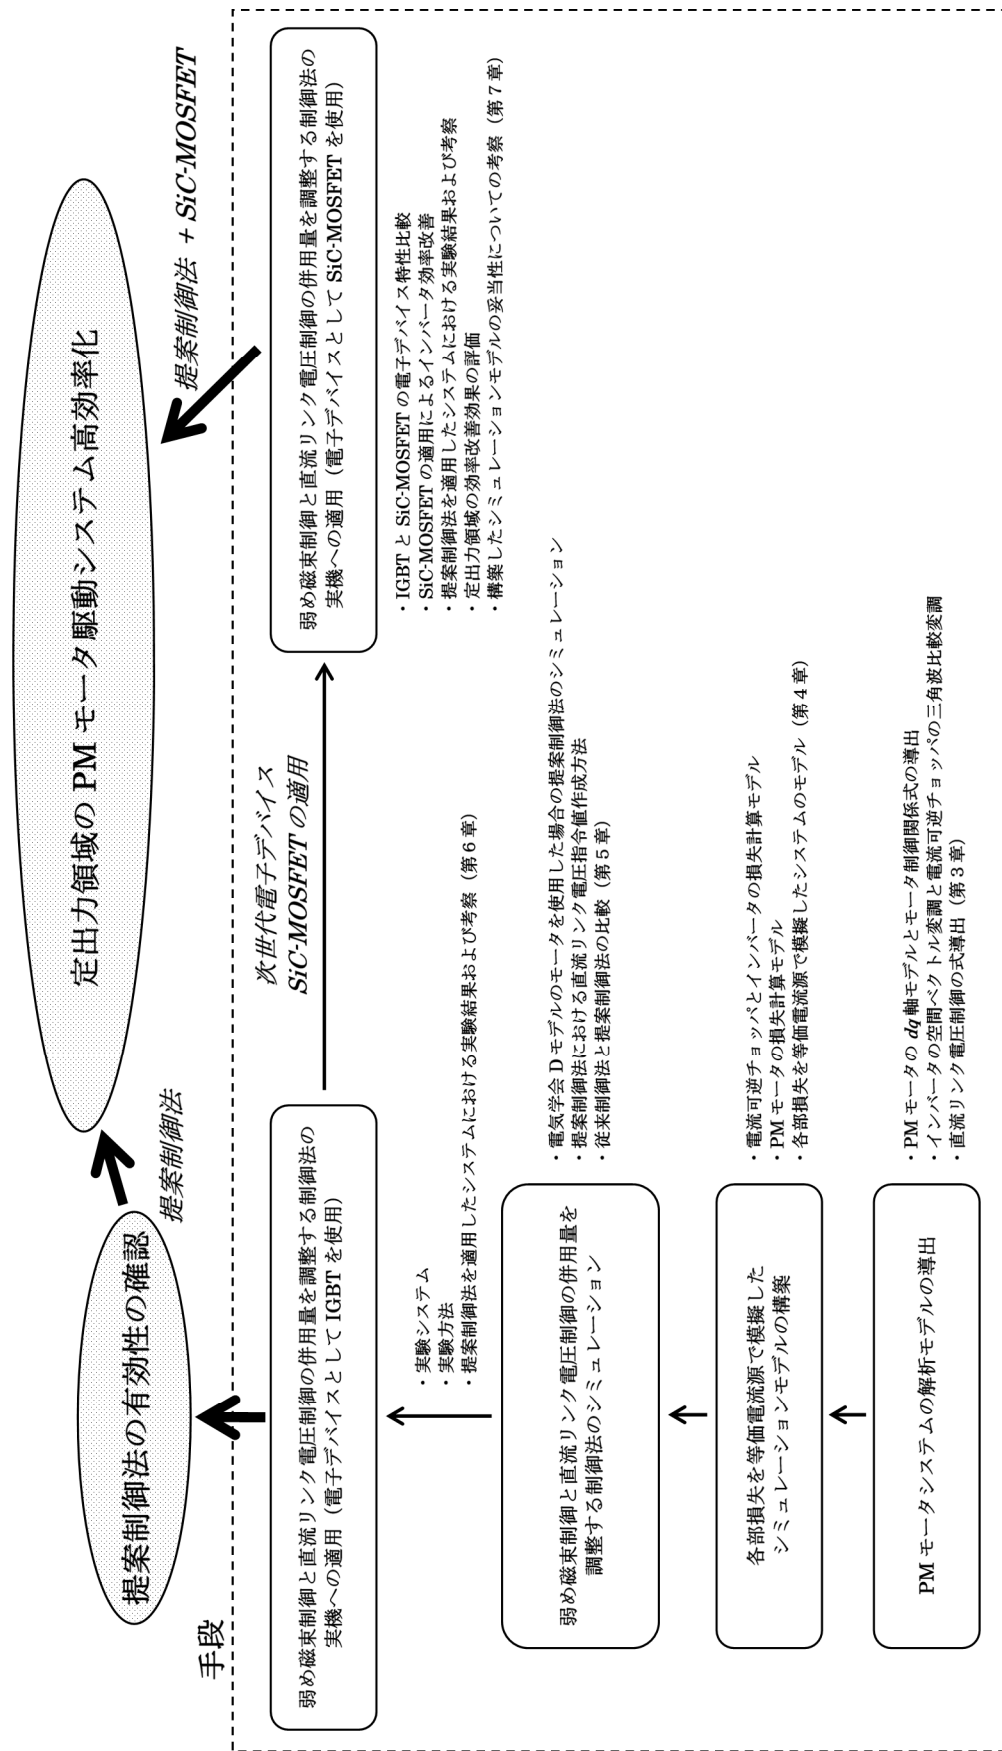 定出力領域の PM モータ駆動システム高効率化
提案制御法の有効性の確認
提案制御法
提案制御法 + SiC-MOSFET
手段
弱め磁束制御と直流リンク電圧制御の併用量を調整する制御法の
実機への適用（電子デバイスとして IGBT を使用）
次世代電子デバイス
SiC-MOSFET の適用
弱め磁束制御と直流リンク電圧制御の併用量を調整する制御法の
実機への適用（電子デバイスとして SiC-MOSFET を使用）
・IGBT と SiC-MOSFET の電子デバイス特性比較
・SiC-MOSFET の適用によるインバータ効率改善
・提案制御法を適用したシステムにおける実験結果および考察
・定出力領域の効率改善効果の評価
・構築したシミュレーションモデルの妥当性についての考察（第７章）
・実験システム
・実験方法
・提案制御法を適用したシステムにおける実験結果および考察（第６章）
弱め磁束制御と直流リンク電圧制御の併用量を
調整する制御法のシミュレーション
・電気学会 D モデルのモータを使用した場合の提案制御法のシミュレーション
・提案制御法における直流リンク電圧指令値作成方法
・従来制御法と提案制御法の比較（第５章）
各部損失を等価電流源で模擬した
シミュレーションモデルの構築
・電流可逆チョッパとインバータの損失計算モデル
・PM モータの損失計算モデル
・各部損失を等価電流源で模擬したシステムのモデル（第４章）
PM モータシステムの解析モデルの導出
・PM モータの dq 軸モデルとモータ制御関係式の導出
・インバータの空間ベクトル変調と電流可逆チョッパの三角波比較変調
・直流リンク電圧制御の式導出（第３章）